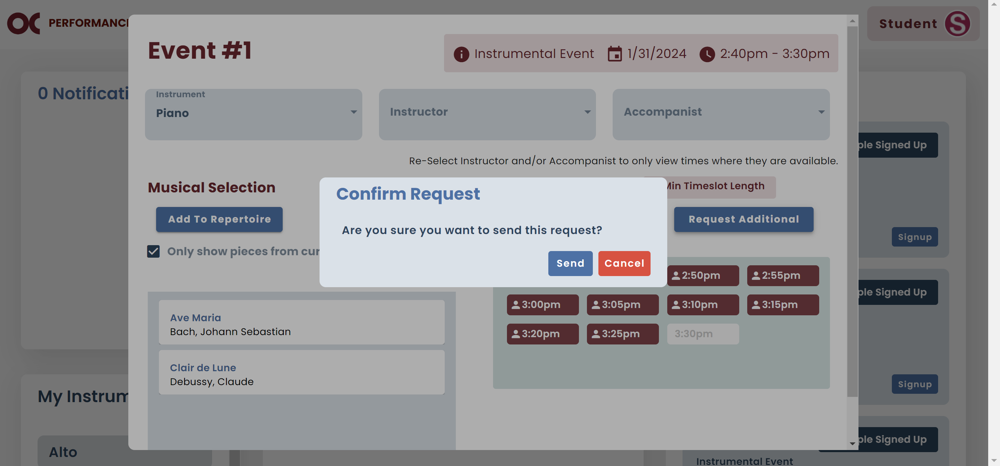 OC PERFORMANC
Student S
Event #1
Instrumental Event 1/31/2024 2:40pm - 3:30pm
0 Notificati
Instrument
Piano
Instructor
Accompanist
ple Signed Up
Re-Select Instructor and/or Accompanist to only view times where they are available.
Musical Selection
Min Timeslot Length
Confirm Request
Add To Repertoire
Request Additional
Are you sure you want to send this request?
Signup
Only show pieces from cur
Send Cancel
2:50pm 2:55pm
ple Signed Up
3:00pm 3:05pm 3:10pm 3:15pm
Ave Maria
Bach, Johann Sebastian
3:20pm 3:25pm 3:30pm
Clair de Lune
Debussy, Claude
Signup
My Instrum
ple Signed Up
Alto
Instrumental Event